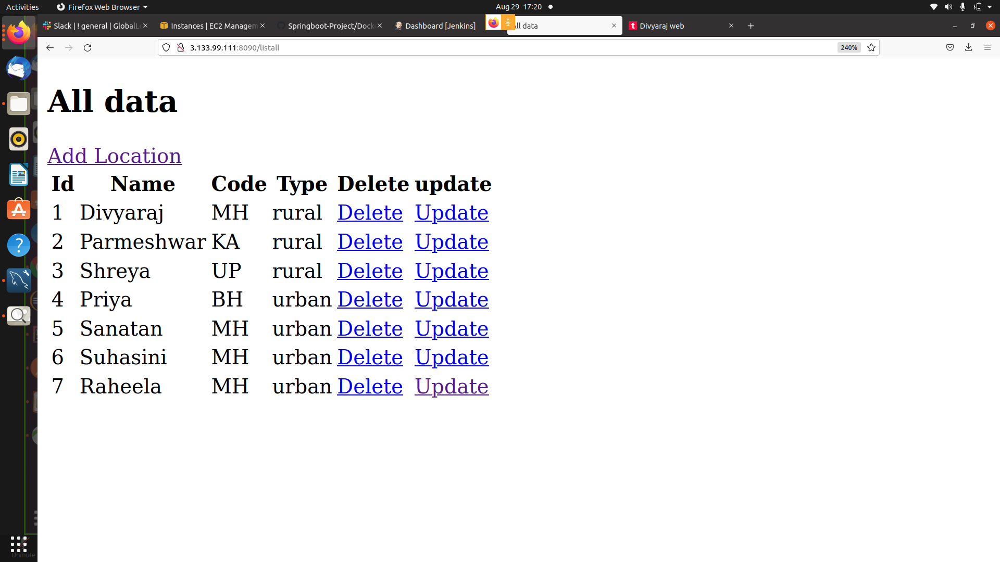 Activities Firefox Web Browser Aug 29 17:20
Slack | ! general | GlobalL Instances | EC2 Managem Springboot-Project/Dock Dashboard [Jenkins] All data Divyaraj web
3.133.99.111:8090/listall 240%
All data
Add Location
Id Name Code Type Delete update
1 Divyaraj MH rural Delete Update
2 Parmeshwar KA rural Delete Update
3 Shreya UP rural Delete Update
4 Priya BH urban Delete Update
5 Sanatan MH urban Delete Update
6 Suhasini MH urban Delete Update
7 Raheela MH urban Delete Update
Unmute